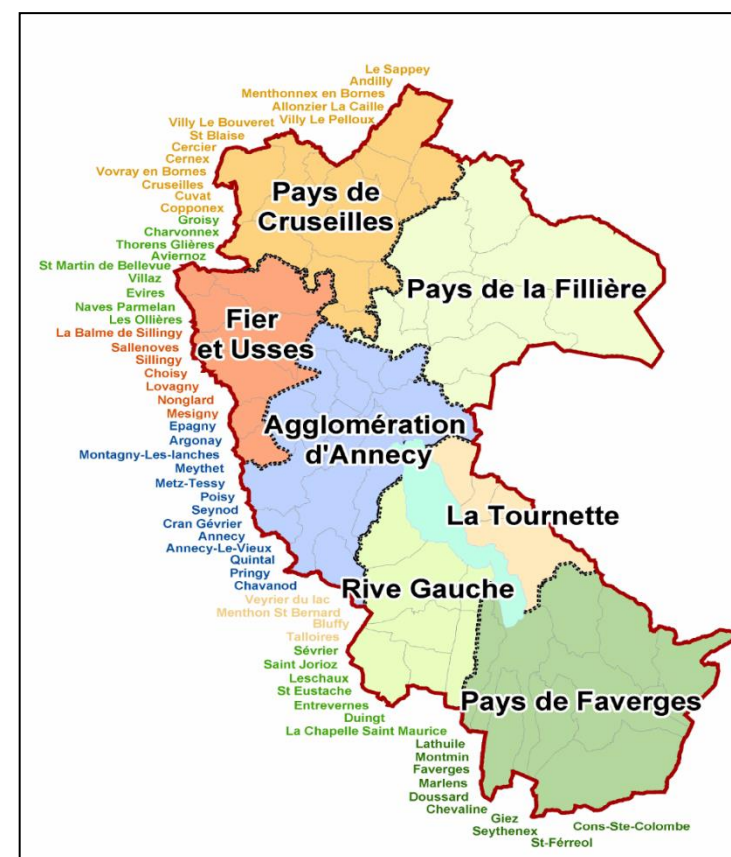 Le Sappey
Andilly
Menthonnex en Bornes
Allonzier La Caille
Villy Le Bouveret
Villy Le Pelloux
St Blaise
Cercier
Cernex
Vovray en Bornes
Cruseilles
Cuvat
Copponex
Groisy
Charvonnex
Thorens Glières
Aviernoz
St Martin de Bellevue
Villaz
Evires
Naves Parmelan
Les Ollières
La Balme de Sillingy
Sallenoves
Sillingy
Choisy
Lovagny
Nonglard
Mesigny
Epagny
Argonay
Montagny-Les-lanches
Meythet
Metz-Tessy
Poisy
Seynod
Cran Gévrier
Annecy
Annecy-Le-Vieux
Quintal
Pringy
Chavanod
Veyrier du lac
Menthon St Bernard
Bluffy
Talloires
Sévrier
Saint Jorioz
Leschaux
St Eustache
Entrevernes
Duingt
La Chapelle Saint Maurice
Lathuile
Montmin
Faverges
Marlens
Doussard
Chevaline
Giez
Seythenex
Cons-Ste-Colombe
St-Férreol
Pays de
Cruseilles
Pays de la Fillière
Fier
et Usses
Agglomération
d'Annecy
La Tournette
Rive Gauche
Pays de Faverges